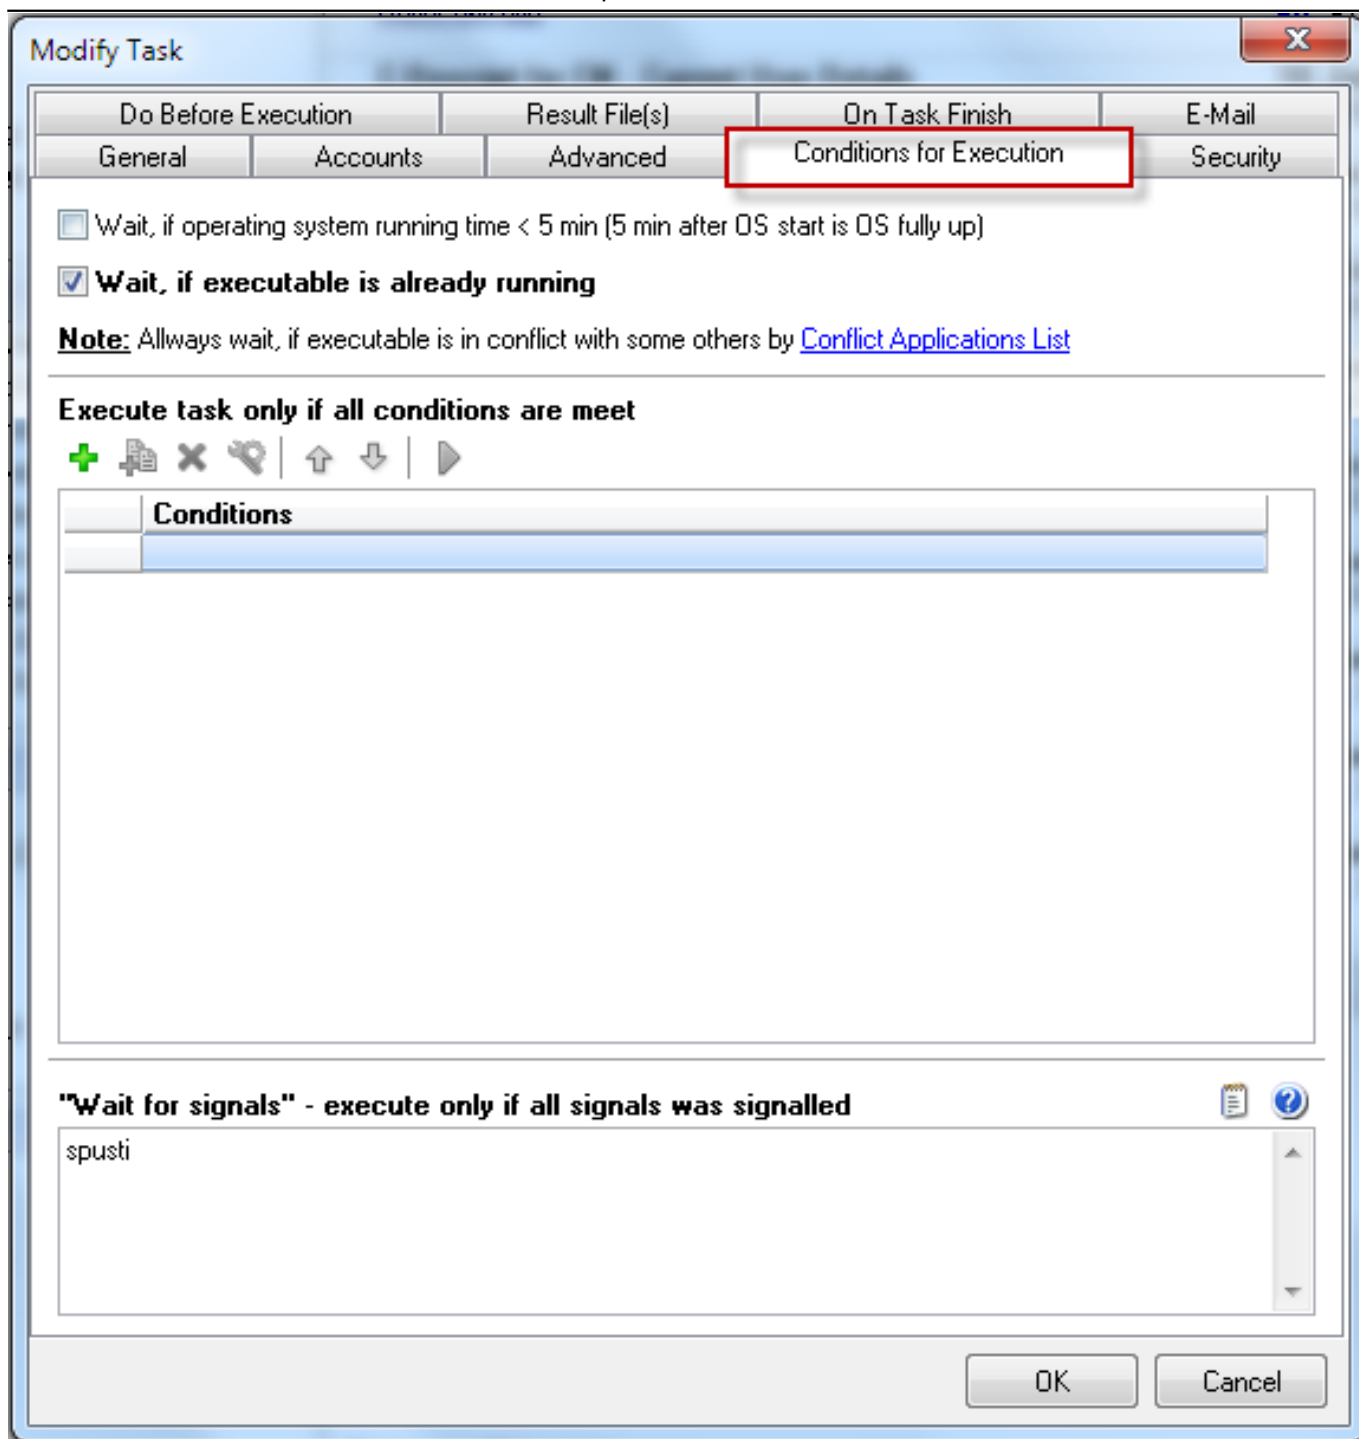 Modify Task
Do Before Execution Result File(s) On Task Finish E-Mail
General Accounts Advanced Conditions for Execution Security
Wait, if operating system running time < 5 min (5 min after OS start is OS fully up)
Wait, if executable is already running
Note: Allways wait, if executable is in conflict with some others by Conflict Applications List
Execute task only if all conditions are meet
Conditions
"Wait for signals" - execute only if all signals was signalled
spusti
OK Cancel